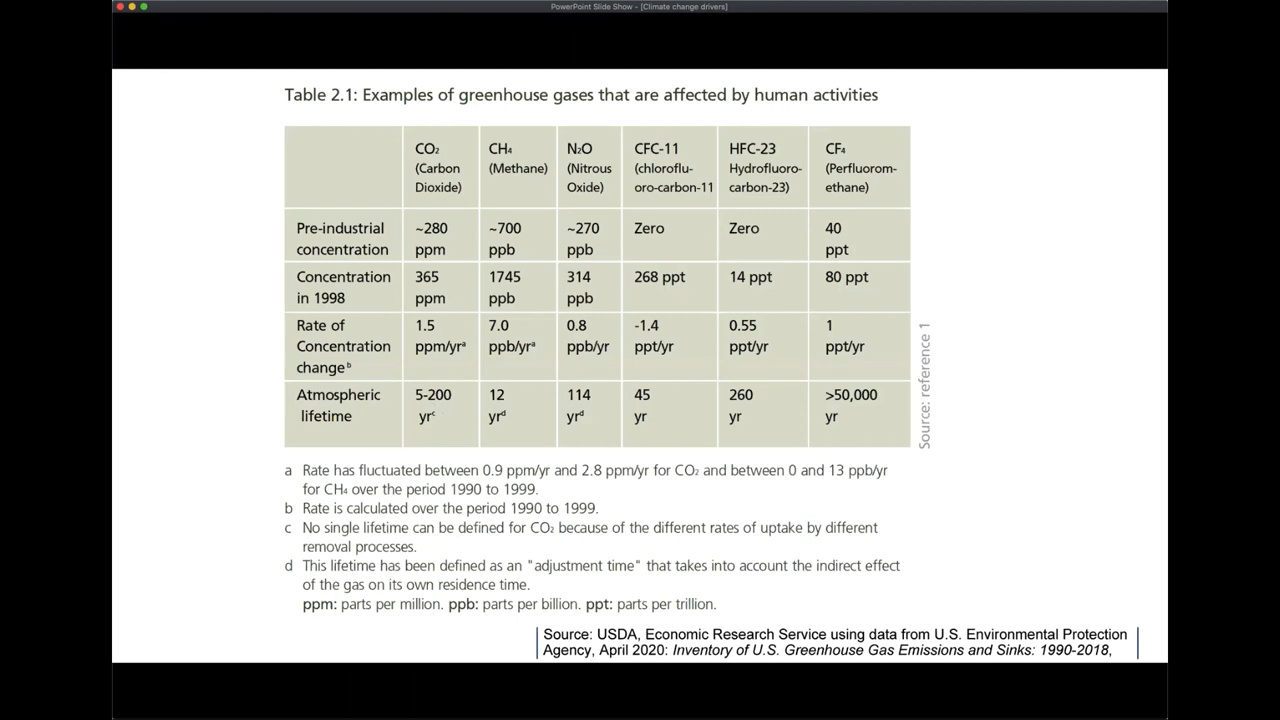 PowerPoint Slide Show - [Climate change drivers]
Table 2.1: Examples of greenhouse gases that are affected by human activities
CO₂ (Carbon Dioxide)
CH₄ (Methane)
N₂O (Nitrous Oxide)
CFC-11 (chloroflu-oro-carbon-11
HFC-23 Hydrofluoro-carbon-23)
CF₄ (Perfluorom-ethane)
Pre-industrial concentration
~280 ppm
~700 ppb
~270 ppb
Zero
Zero
40 ppt
Concentration in 1998
365 ppm
1745 ppb
314 ppb
268 ppt
14 ppt
80 ppt
Rate of Concentration change ᵇ
1.5 ppm/yrᵃ
7.0 ppb/yrᵃ
0.8 ppb/yr
-1.4 ppt/yr
0.55 ppt/yr
1 ppt/yr
Atmospheric lifetime
5-200 yrᶜ
12 yrᵈ
114 yrᵈ
45 yr
260 yr
>50,000 yr
Source: reference 1
a Rate has fluctuated between 0.9 ppm/yr and 2.8 ppm/yr for CO₂ and between 0 and 13 ppb/yr
for CH₄ over the period 1990 to 1999.
b Rate is calculated over the period 1990 to 1999.
c No single lifetime can be defined for CO₂ because of the different rates of uptake by different
removal processes.
d This lifetime has been defined as an "adjustment time" that takes into account the indirect effect
of the gas on its own residence time.
ppm: parts per million. ppb: parts per billion. ppt: parts per trillion.
Source: USDA, Economic Research Service using data from U.S. Environmental Protection
Agency, April 2020: Inventory of U.S. Greenhouse Gas Emissions and Sinks: 1990-2018,